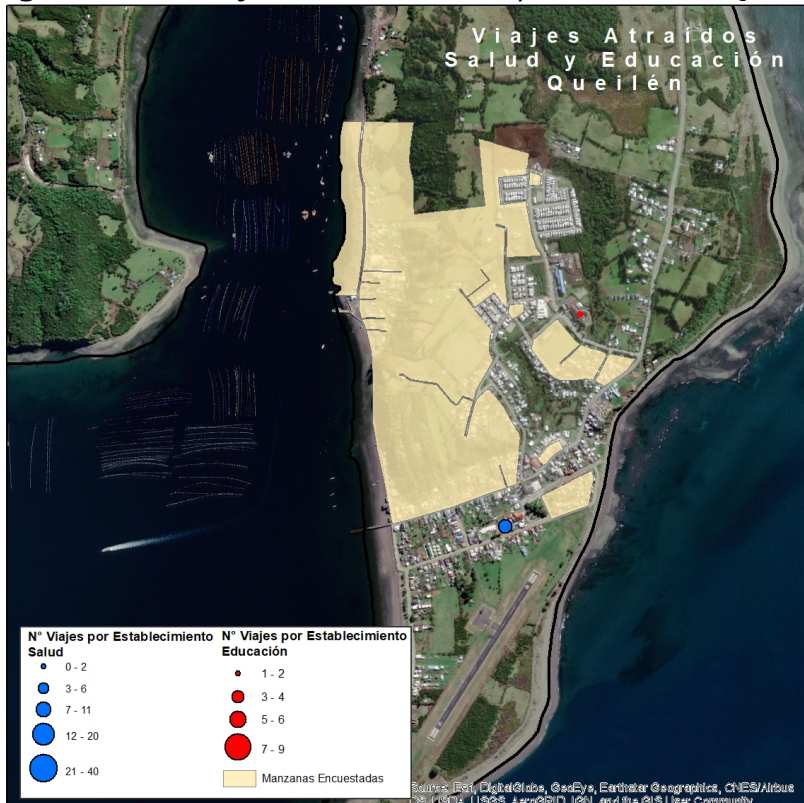 Viajes Atraídos
Salud y Educación
Queilén
N° Viajes por Establecimiento
Salud
0 - 2
3 - 6
7 - 11
12 - 20
21 - 40
N° Viajes por Establecimiento
Educación
1 - 2
3 - 4
5 - 6
7 - 9
Manzanas Encuestadas
Source: Esri, DigitalGlobe, GeoEye, Earthstar Geographics, CNES/Airbus
DS, USDA, USGS, AeroGRID, IGN, and the GIS User Community